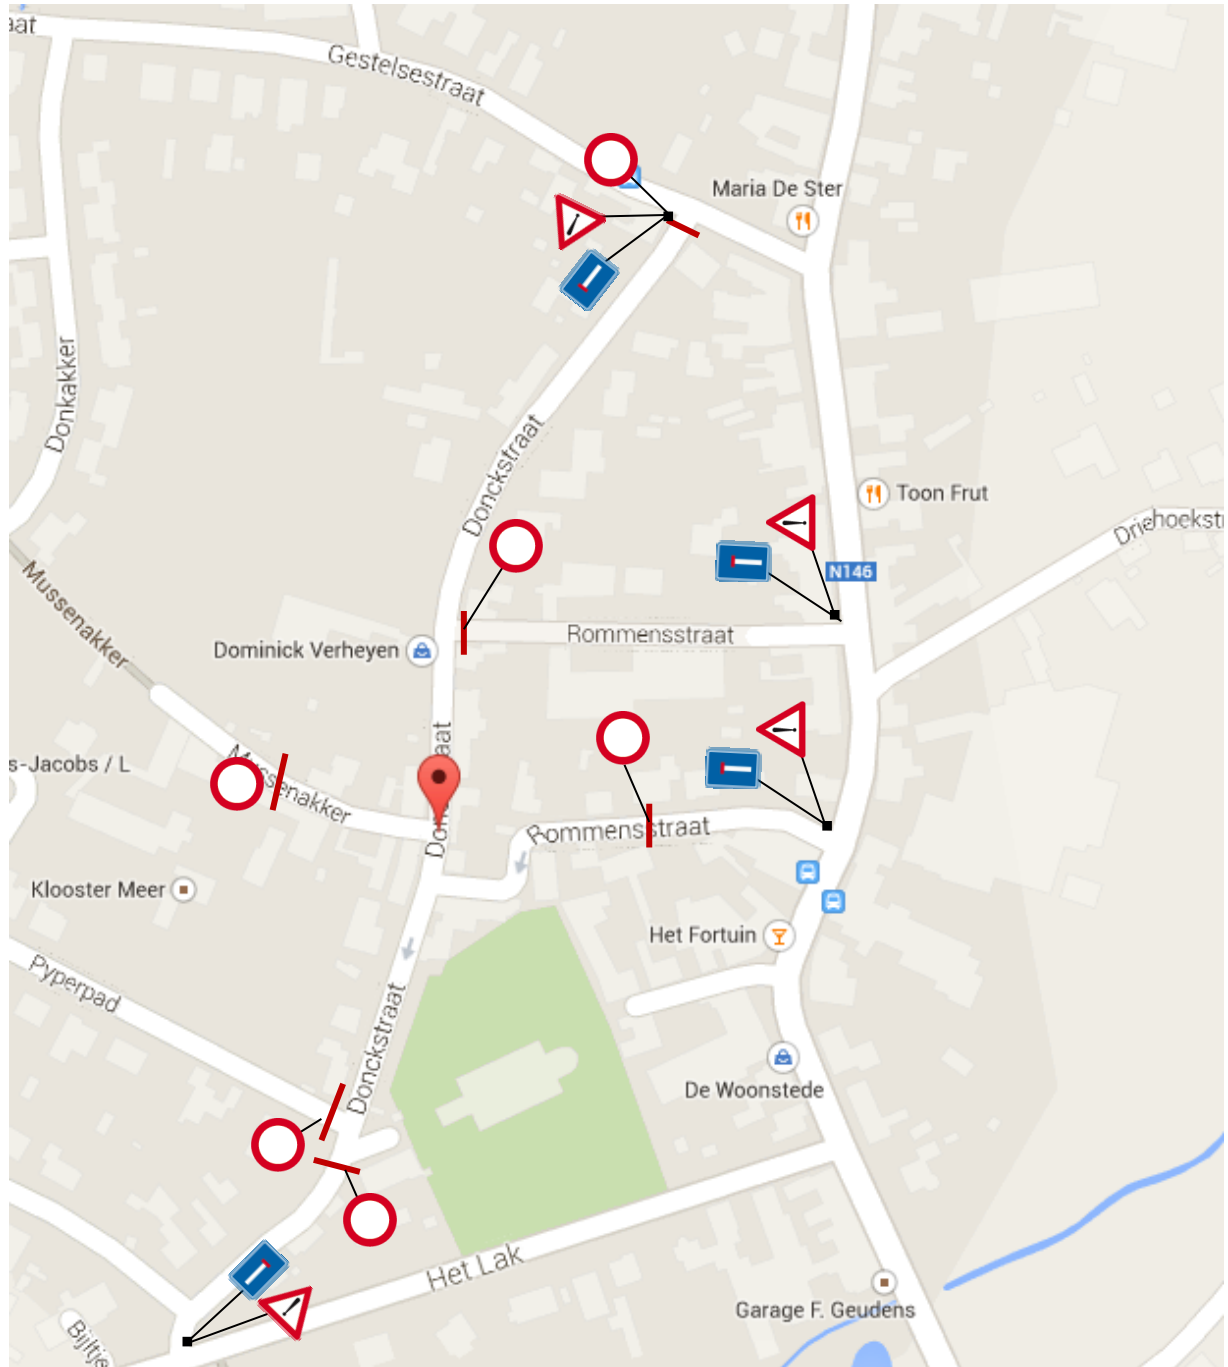 aat
Gestelsestraat
Maria De Ster
Donkakker
Donckstraat
Toon Frut
N146
Mussenakker
Dominick Verheyen
Rommensstraat
s-Jacobs / L
Mussenakker
Rommensstraat
Klooster Meer
Het Fortuin
Pyperpad
Donckstraat
De Woonstede
Het Lak
Garage F. Geudens